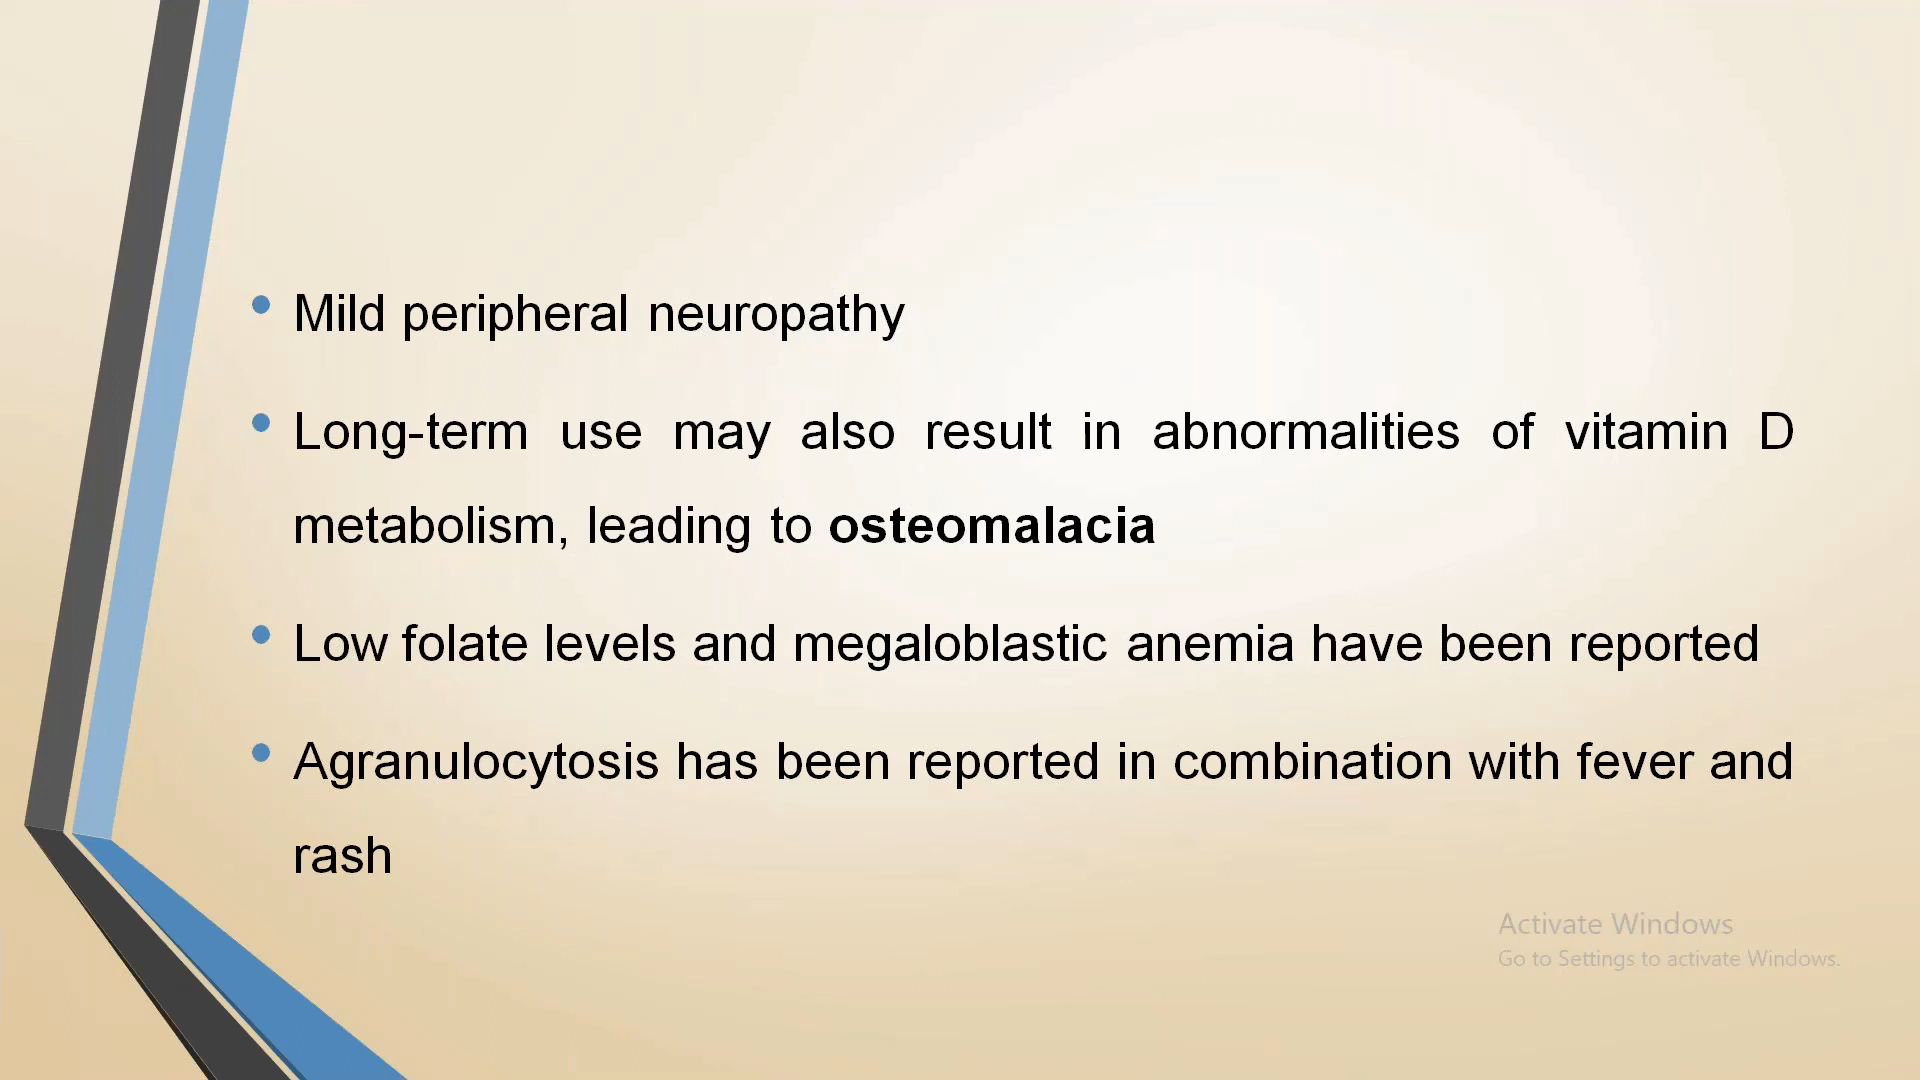 • Mild peripheral neuropathy
• Long-term use may also result in abnormalities of vitamin D
metabolism, leading to osteomalacia
• Low folate levels and megaloblastic anemia have been reported
• Agranulocytosis has been reported in combination with fever and
rash
Activate Windows
Go to Settings to activate Windows.